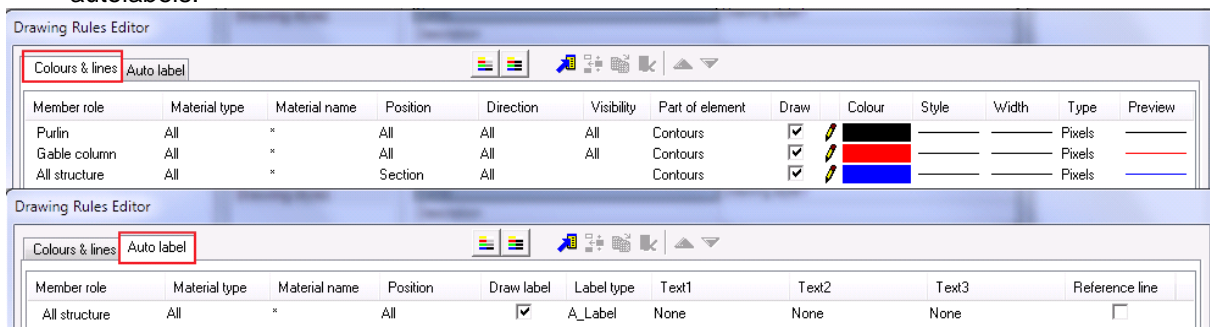 autolabels.
Drawing Rules Editor
Colours & lines Auto label
Member role Material type Material name Position Direction Visibility Part of element Draw Colour Style Width Type Preview
Purlin All * All All All Contours Pixels
Gable column All * All All All Contours Pixels
All structure All * Section All Contours Pixels
Drawing Rules Editor
Colours & lines Auto label
Member role Material type Material name Position Draw label Label type Text1 Text2 Text3 Reference line
All structure All * All A_Label None None None